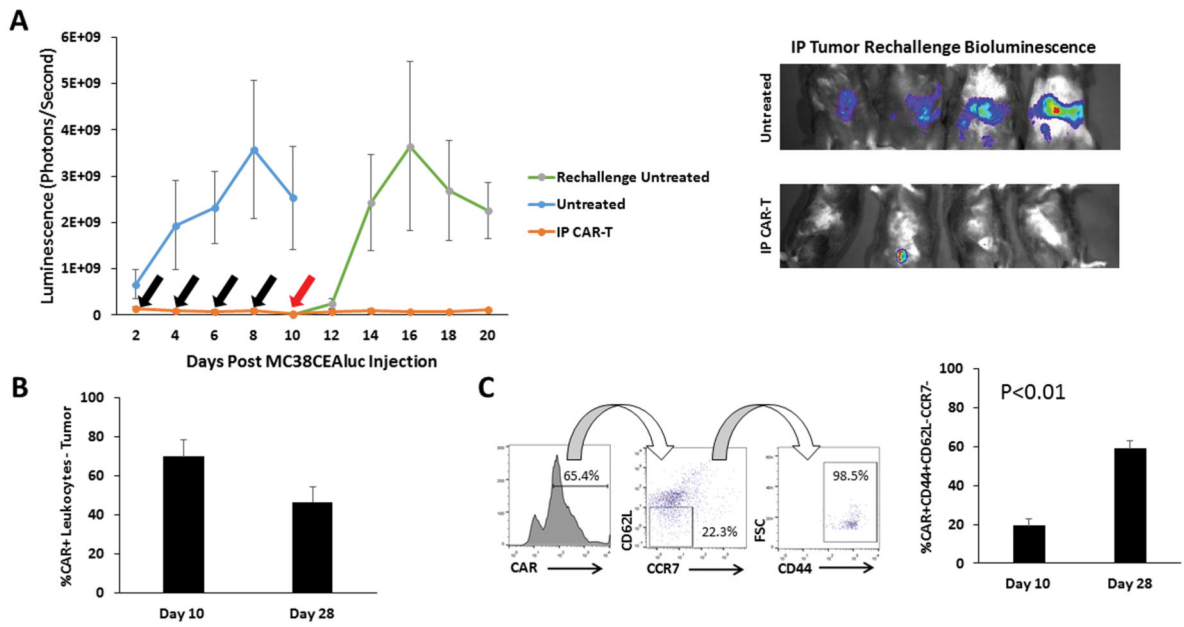 A
Luminescence (Photons/Second)
6E+09
5E+09
4E+09
3E+09
2E+09
1E+09
0
2 4 6 8 10 12 14 16 18 20
Days Post MC38CEAluc Injection
Rechallenge Untreated
Untreated
IP CAR-T
IP Tumor Rechallenge Bioluminescence
Untreated
IP CAR-T
B
%CAR+ Leukocytes - Tumor
100
80
60
40
20
0
Day 10 Day 28
C
65.4%
CAR
CD62L
22.3%
CCR7
FSC
98.5%
CD44
%CAR+CD44+CD62L-CCR7-
100
80
60
40
20
0
P<0.01
Day 10 Day 28